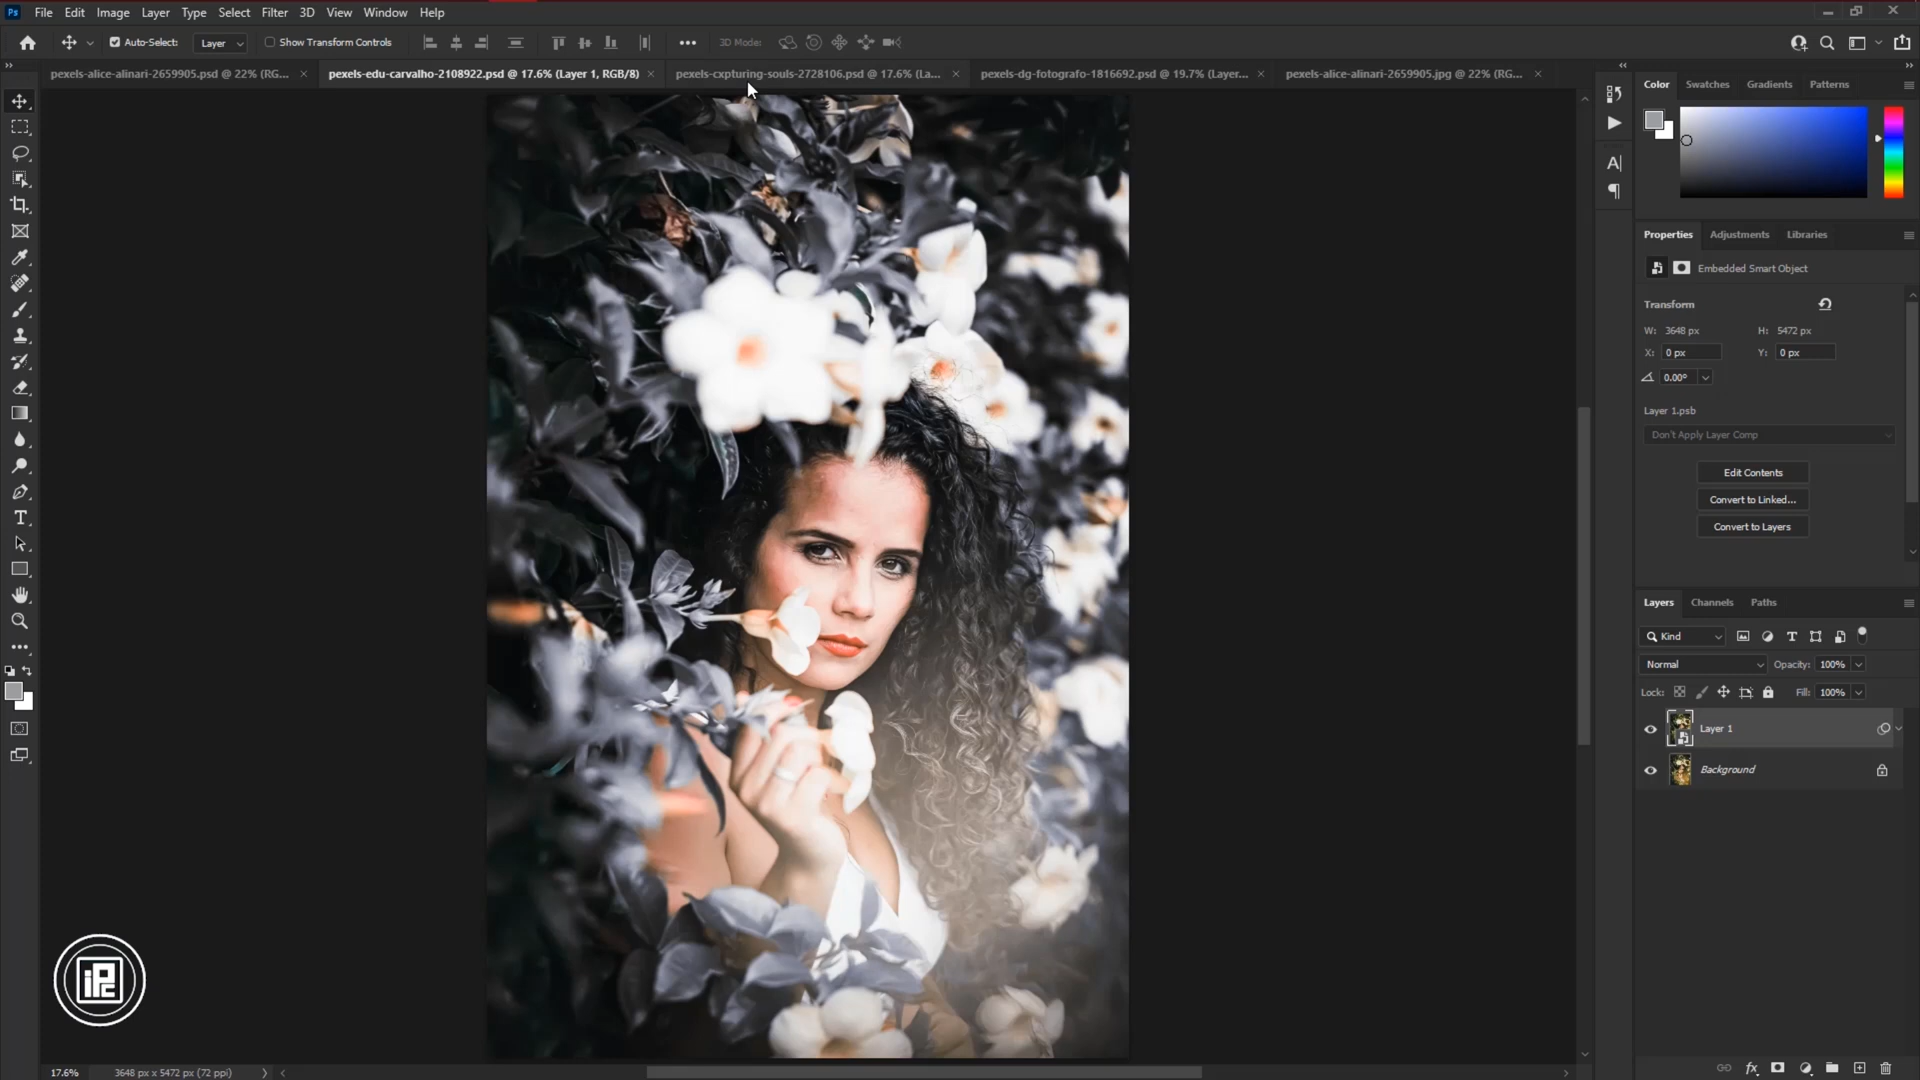 Ps File Edit Image Layer Type Select Filter 3D View Window Help
Auto-Select: Layer Show Transform Controls 3D Mode:
pexels-alice-alinari-2659905.psd @ 22% (RG... × pexels-edu-carvalho-2108922.psd @ 17.6% (Layer 1, RGB/8) × pexels-cxpturing-souls-2728106.psd @ 17.6% (La... × pexels-dg-fotografo-1816692.psd @ 19.7% (Layer... × pexels-alice-alinari-2659905.jpg @ 22% (RG... ×
Color Swatches Gradients Patterns
Properties Adjustments Libraries
Embedded Smart Object
Transform
W: 3648 px H: 5472 px
X: 0 px Y: 0 px
0.00°
Layer 1.psb
Don't Apply Layer Comp
Edit Contents
Convert to Linked...
Convert to Layers
Layers Channels Paths
Kind
Normal Opacity: 100%
Lock: Fill: 100%
Layer 1
Background
iPC
17.6% 3648 px x 5472 px (72 ppi)